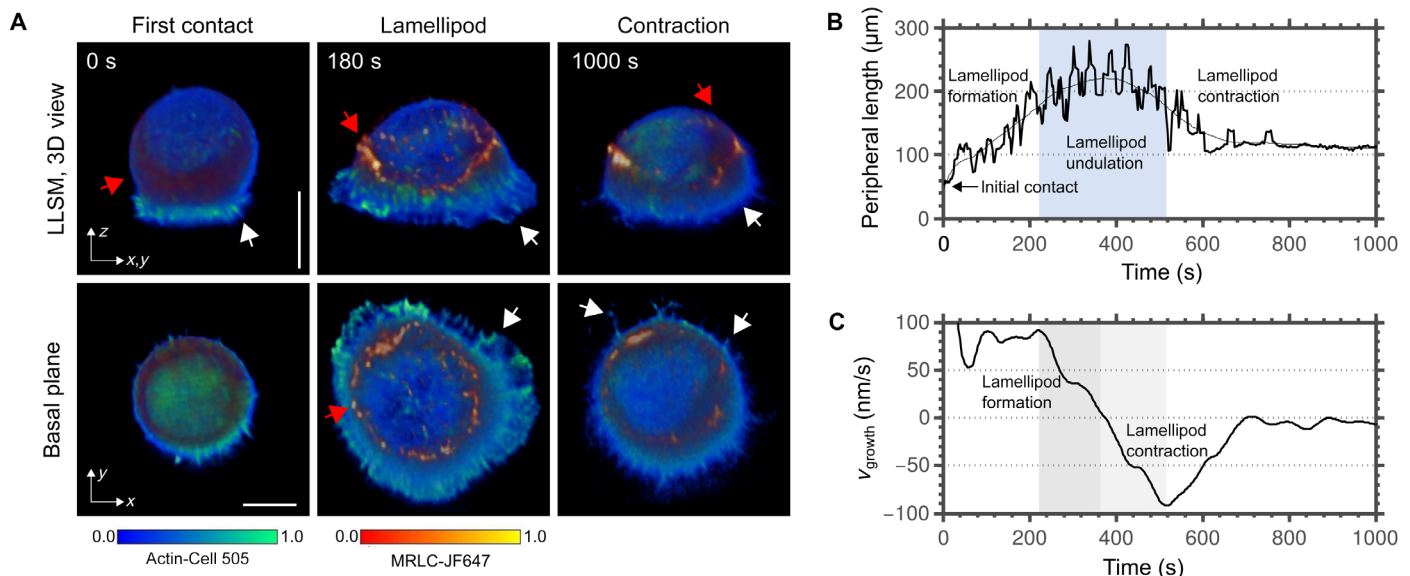 A
First contact
Lamellipod
Contraction
LLSM, 3D view
0 s
180 s
1000 s
z
x,y
Basal plane
y
x
0.0
1.0
Actin-Cell 505
0.0
1.0
MRLC-JF647
B
Peripheral length (µm)
300
200
100
0
Lamellipod
formation
Lamellipod
contraction
Lamellipod
undulation
Initial contact
0
200
400
600
800
1000
Time (s)
C
vgrowth (nm/s)
100
50
0
−50
−100
Lamellipod
formation
Lamellipod
contraction
0
200
400
600
800
1000
Time (s)